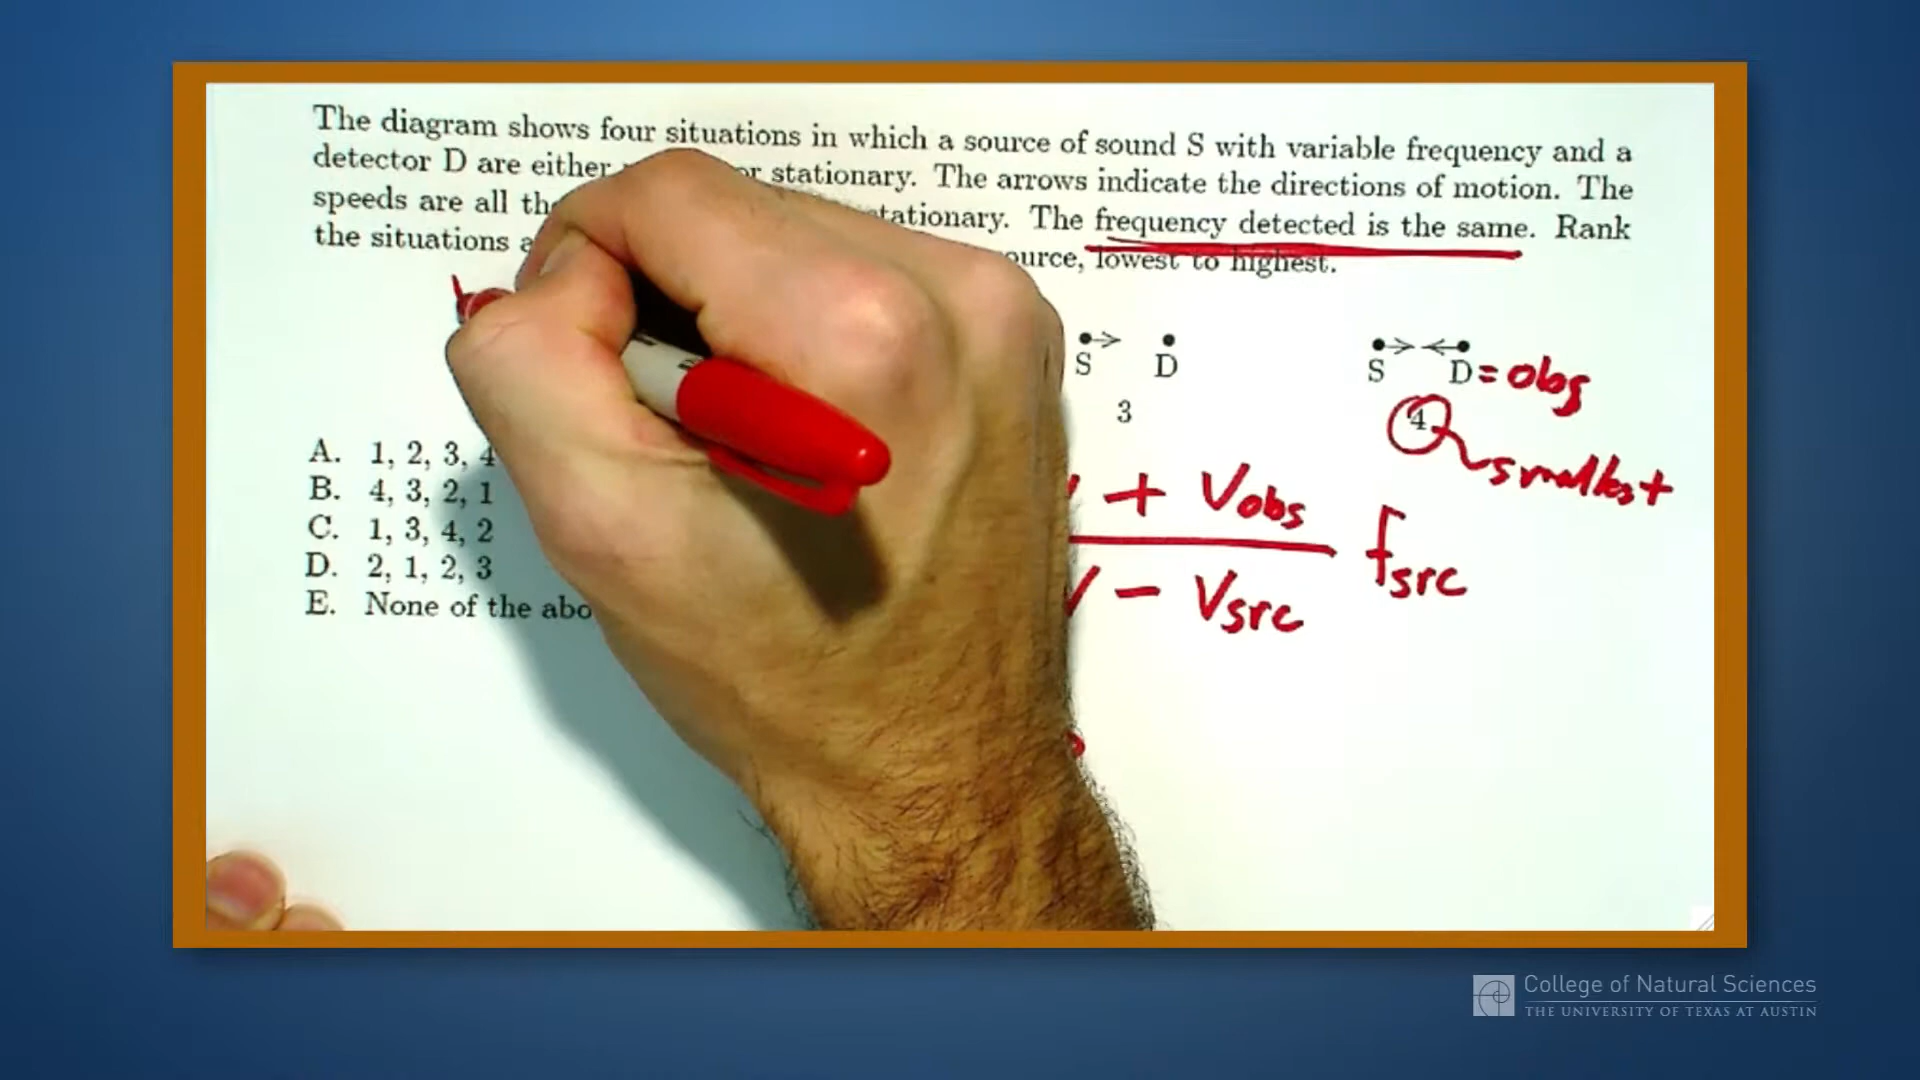 The diagram shows four situations in which a source of sound S with variable frequency and a
detector D are either or stationary. The arrows indicate the directions of motion. The
speeds are all the stationary. The frequency detected is the same. Rank
the situations lowest to highest.
S D
3
S D = obs
4
smallest
A. 1, 2, 3, 4
B. 4, 3, 2, 1
C. 1, 3, 4, 2
D. 2, 1, 2, 3
E. None of the
+ Vobs
fsrc
V - Vsrc
College of Natural Sciences
THE UNIVERSITY OF TEXAS AT AUSTIN